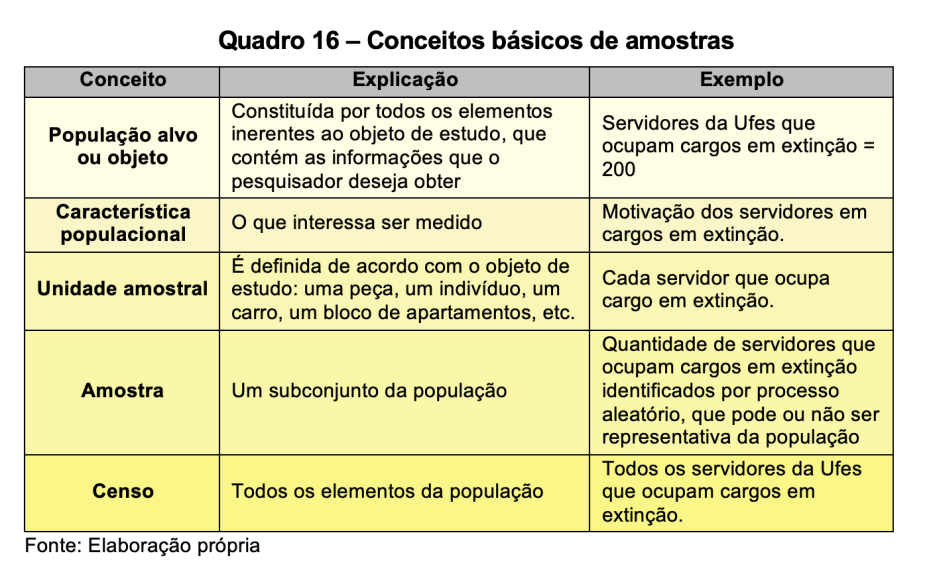 Quadro 16 – Conceitos básicos de amostras
Conceito
Explicação
Exemplo
População alvo
ou objeto
Constituída por todos os elementos
inerentes ao objeto de estudo, que
contém as informações que o
pesquisador deseja obter
Servidores da Ufes que
ocupam cargos em extinção =
200
Característica
populacional
O que interessa ser medido
Motivação dos servidores em
cargos em extinção.
Unidade amostral
É definida de acordo com o objeto de
estudo: uma peça, um indivíduo, um
carro, um bloco de apartamentos, etc.
Cada servidor que ocupa
cargo em extinção.
Amostra
Um subconjunto da população
Quantidade de servidores que
ocupam cargos em extinção
identificados por processo
aleatório, que pode ou não ser
representativa da população
Censo
Todos os elementos da população
Todos os servidores da Ufes
que ocupam cargos em
extinção.
Fonte: Elaboração própria